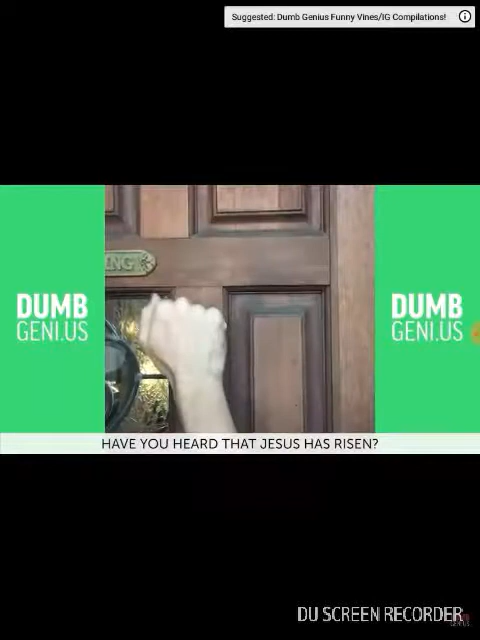 Suggested: Dumb Genius Funny Vines/IG Compilations!
ING
DUMB
GENI.US
DUMB
GENI.US
HAVE YOU HEARD THAT JESUS HAS RISEN?
DU SCREEN RECORDER